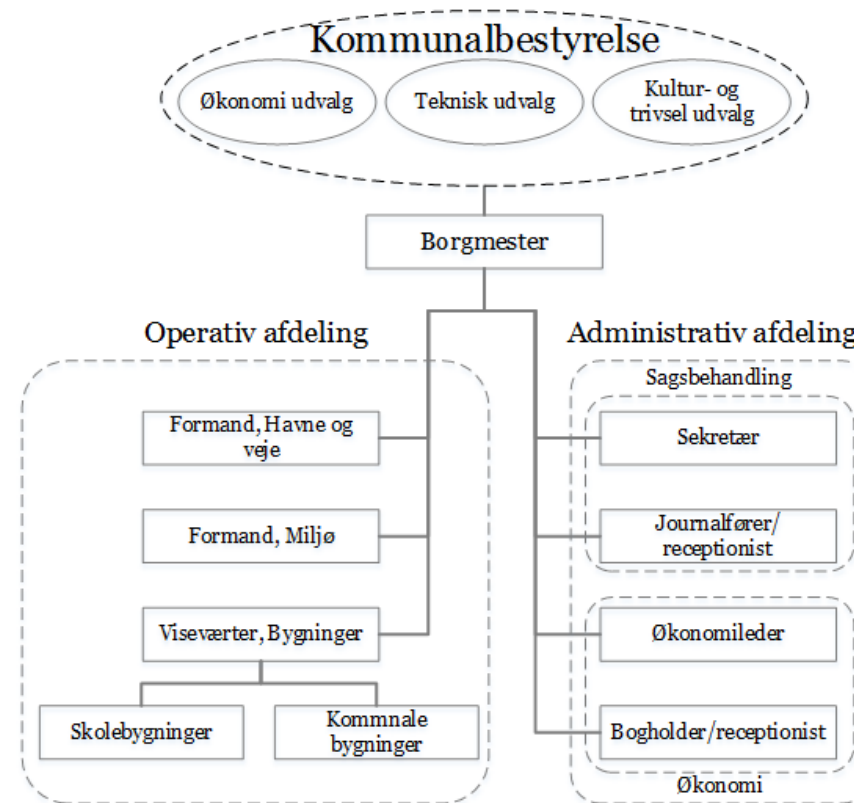 Kommunalbestyrelse
Økonomi udvalg
Teknisk udvalg
Kultur- og
trivsel udvalg
Borgmester
Operativ afdeling
Formand, Havne og
veje
Formand, Miljø
Viseværter, Bygninger
Skolebygninger
Kommnale
bygninger
Administrativ afdeling
Sagsbehandling
Sekretær
Journalfører/
receptionist
Økonomileder
Bogholder/receptionist
Økonomi